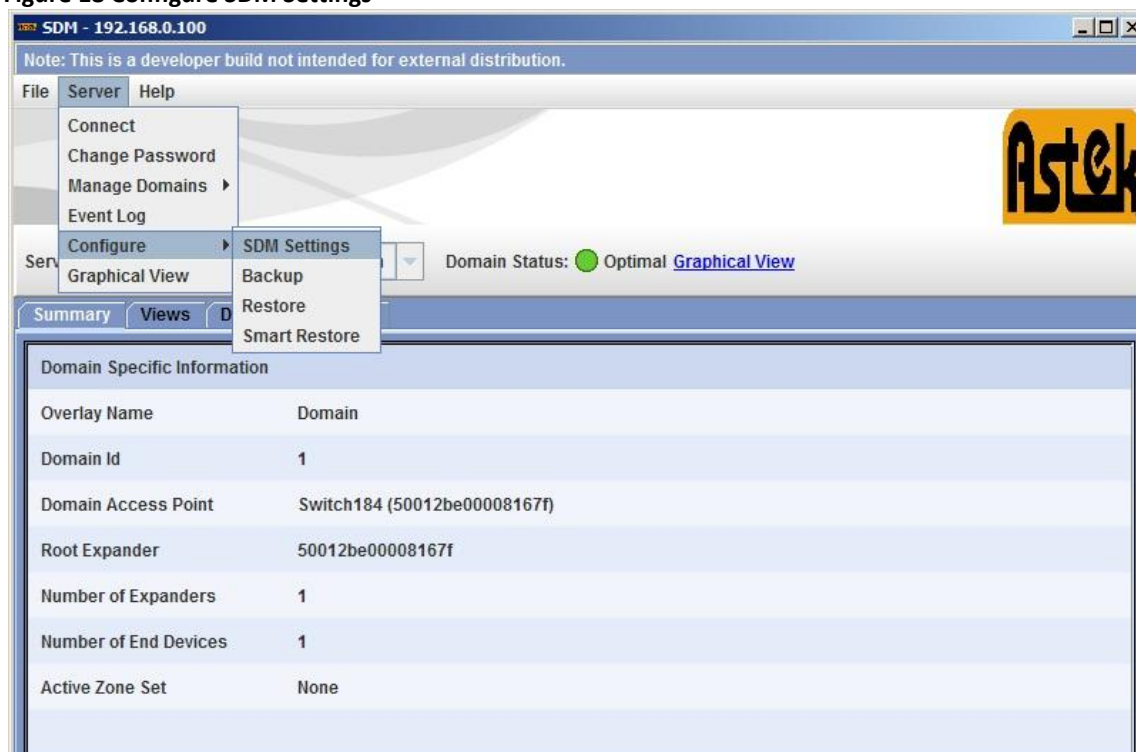 SDM - 192.168.0.100
Note: This is a developer build not intended for external distribution.
File Server Help
Connect
Change Password
Manage Domains
Event Log
Configure
Graphical View
SDM Settings
Backup
Restore
Smart Restore
Astek
Domain Status: Optimal Graphical View
Summary Views
Domain Specific Information
Overlay Name Domain
Domain Id 1
Domain Access Point Switch184 (50012be00008167f)
Root Expander 50012be00008167f
Number of Expanders 1
Number of End Devices 1
Active Zone Set None